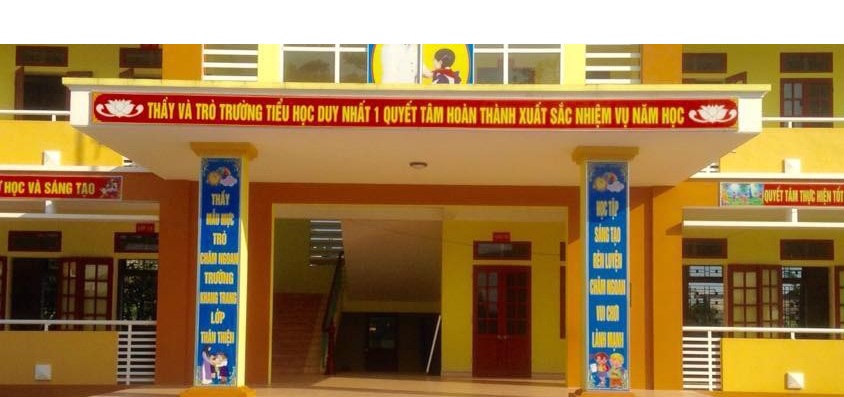 THẦY VÀ TRÒ TRƯỜNG TIỂU HỌC DUY NHẤT 1 QUYẾT TÂM HOÀN THÀNH XUẤT SẮC NHIỆM VỤ NĂM HỌC
HỌC VÀ SÁNG TẠO
QUYẾT TÂM THỰC HIỆN TỐT
THẦY
MẪU MỰC
TRÒ
CHĂM NGOAN
TRƯỜNG
KHANG TRANG
LỚP
THÂN THIỆN
HỌC TẬP
SÁNG TẠO
RÈN LUYỆN
CHĂM NGOAN
VUI CHƠI
LÀNH MẠNH